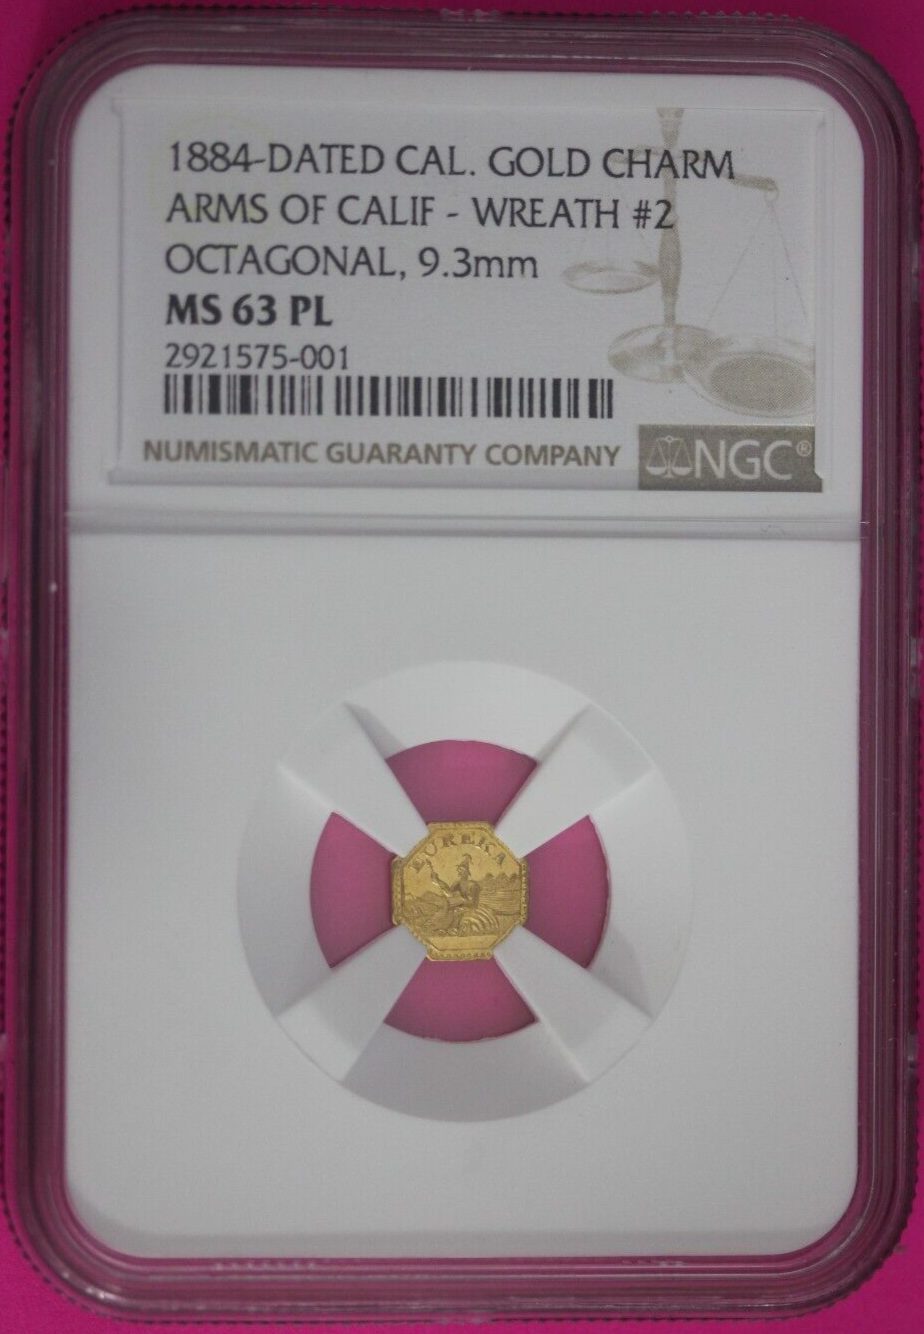 1884-DATED CAL. GOLD CHARM
ARMS OF CALIF - WREATH #2
OCTAGONAL, 9.3mm
MS 63 PL
2921575-001
NUMISMATIC GUARANTY COMPANY NGC®
EUREKA